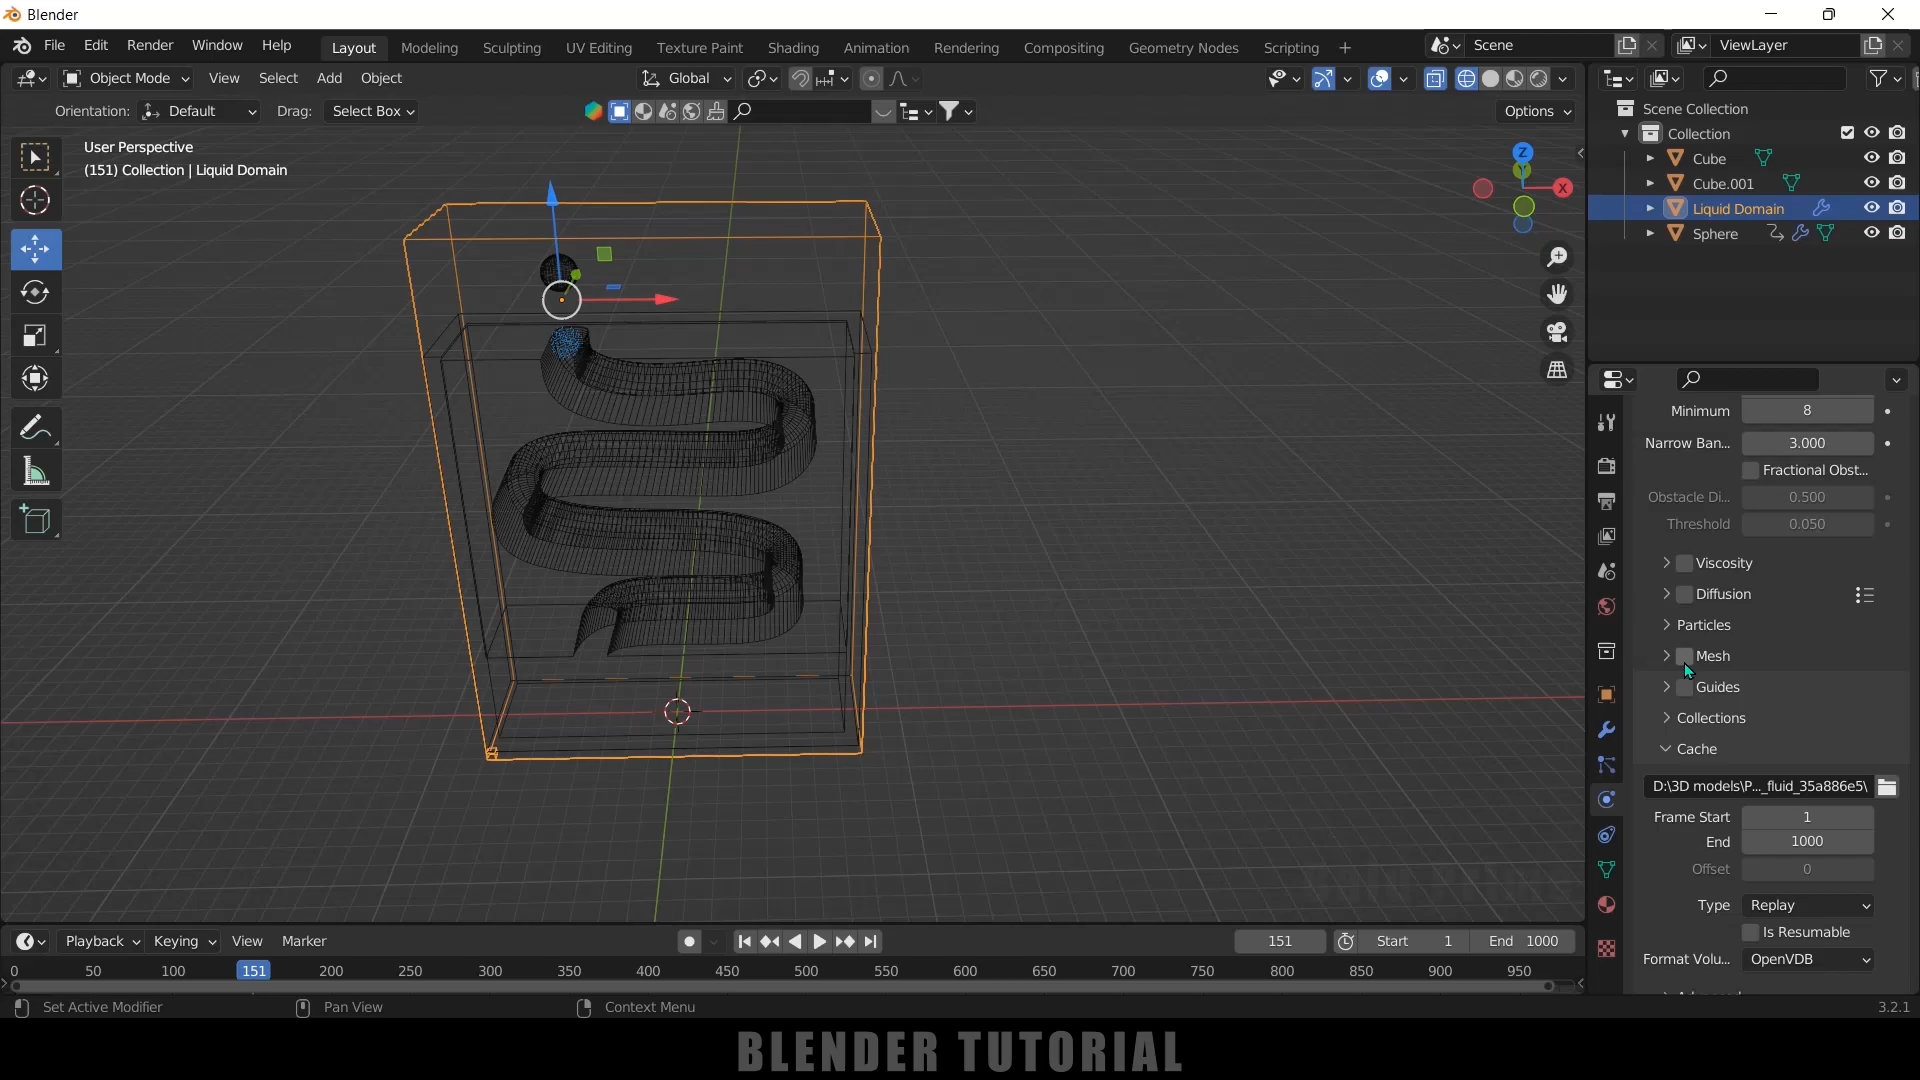 Blender
File Edit Render Window Help
Layout Modeling Sculpting UV Editing Texture Paint Shading Animation Rendering Compositing Geometry Nodes Scripting +
Scene
ViewLayer
Object Mode View Select Add Object
Global
Orientation: Default Drag: Select Box
Options
User Perspective
(151) Collection | Liquid Domain
Z
X
Scene Collection
Collection
Cube
Cube.001
Liquid Domain
Sphere
Minimum 8
Narrow Ban... 3.000
Fractional Obst...
Obstacle Di... 0.500
Threshold 0.050
Viscosity
Diffusion
Particles
Mesh
Guides
Collections
Cache
D:\3D models\P..._fluid_35a886e5\
Frame Start 1
End 1000
Offset 0
Type Replay
Is Resumable
Format Volu... OpenVDB
Playback Keying View Marker
151
Start 1
End 1000
0 50 100 151 200 250 300 350 400 450 500 550 600 650 700 750 800 850 900 950
Set Active Modifier
Pan View
Context Menu
3.2.1
BLENDER TUTORIAL